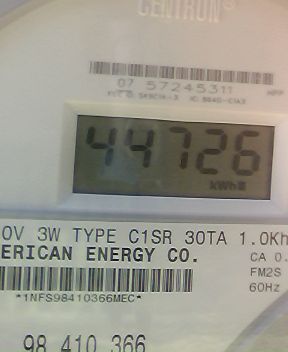 CENTRON®
07 57245311
44726
kWh
0V 3W TYPE C1SR 30TA 1.0Kh
ERICAN ENERGY CO.
CA 0.
*1NFS98410366MEC*
FM2S
60Hz
98 410 366